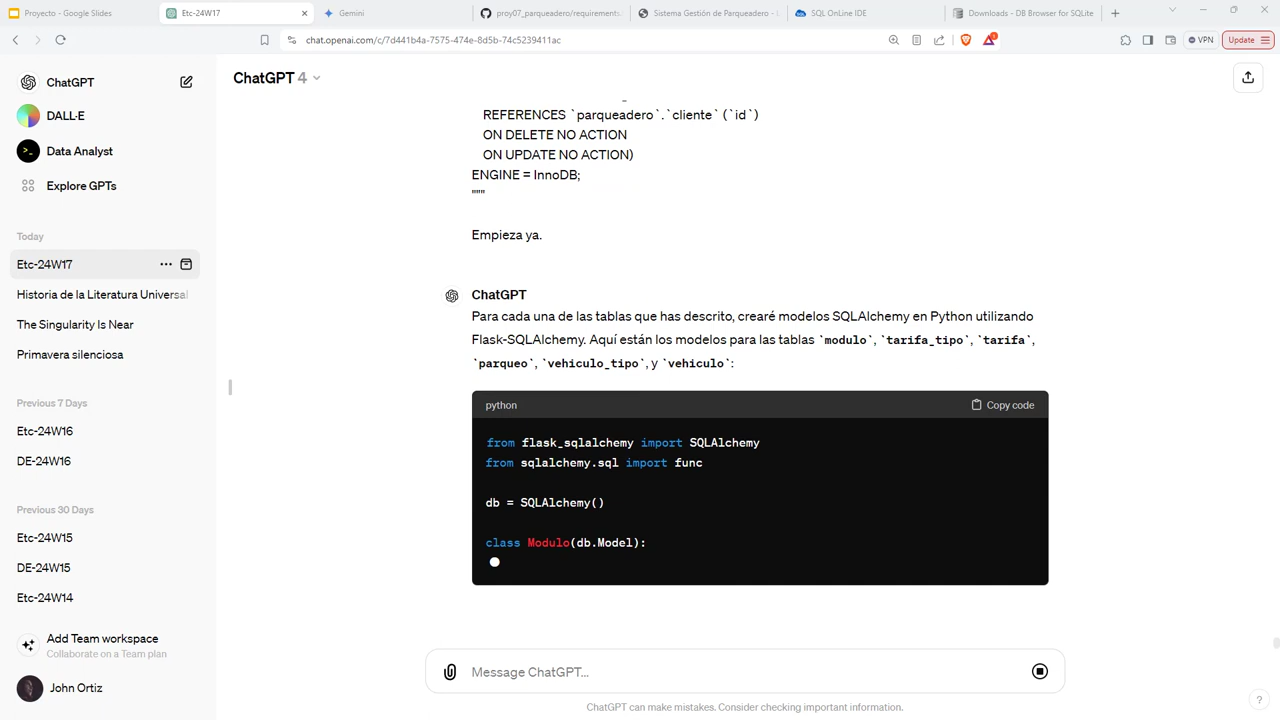 Proyecto - Google Slides
Etc-24W17
Gemini
proy07_parqueadero/requirements.
Sistema Gestión de Parqueadero - L
SQL OnLine IDE
Downloads - DB Browser for SQLite
chat.openai.com/c/7d441b4a-7575-474e-8d5b-74c5239411ac
VPN
Update
ChatGPT
DALL·E
Data Analyst
Explore GPTs
Today
Etc-24W17
Historia de la Literatura Universal
The Singularity Is Near
Primavera silenciosa
Previous 7 Days
Etc-24W16
DE-24W16
Previous 30 Days
Etc-24W15
DE-24W15
Etc-24W14
Add Team workspace
Collaborate on a Team plan
John Ortiz
ChatGPT 4
REFERENCES `parqueadero`.`cliente` (`id`)
ON DELETE NO ACTION
ON UPDATE NO ACTION)
ENGINE = InnoDB;
"""
Empieza ya.
ChatGPT
Para cada una de las tablas que has descrito, crearé modelos SQLAlchemy en Python utilizando
Flask-SQLAlchemy. Aquí están los modelos para las tablas `modulo`, `tarifa_tipo`, `tarifa`,
`parqueo`, `vehiculo_tipo`, y `vehiculo`:
python
Copy code
from flask_sqlalchemy import SQLAlchemy
from sqlalchemy.sql import func
db = SQLAlchemy()
class Modulo(db.Model):
Message ChatGPT...
ChatGPT can make mistakes. Consider checking important information.
?